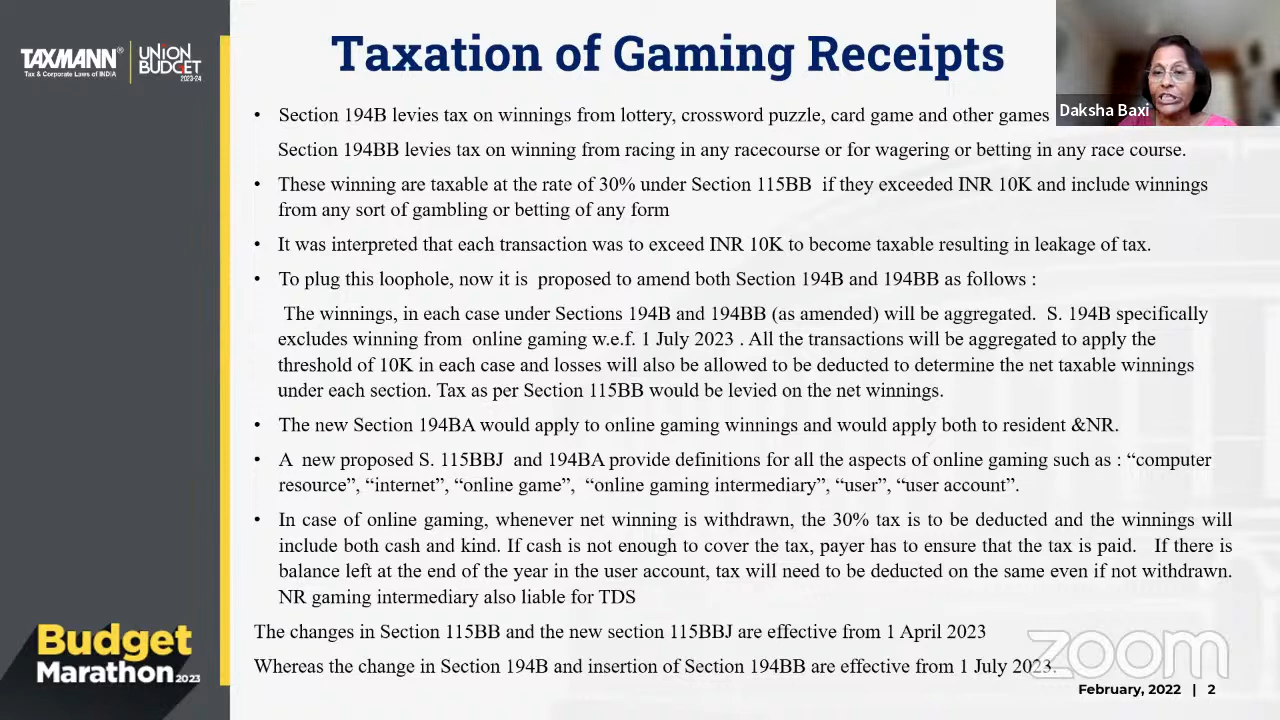 TAXMANN®
Tax & Corporate Laws of INDIA
UNION
BUDGET
2023-24
Taxation of Gaming Receipts
Daksha Baxi
• Section 194B levies tax on winnings from lottery, crossword puzzle, card game and other games
Section 194BB levies tax on winning from racing in any racecourse or for wagering or betting in any race course.
• These winning are taxable at the rate of 30% under Section 115BB if they exceeded INR 10K and include winnings
from any sort of gambling or betting of any form
• It was interpreted that each transaction was to exceed INR 10K to become taxable resulting in leakage of tax.
• To plug this loophole, now it is proposed to amend both Section 194B and 194BB as follows :
The winnings, in each case under Sections 194B and 194BB (as amended) will be aggregated. S. 194B specifically
excludes winning from online gaming w.e.f. 1 July 2023 . All the transactions will be aggregated to apply the
threshold of 10K in each case and losses will also be allowed to be deducted to determine the net taxable winnings
under each section. Tax as per Section 115BB would be levied on the net winnings.
• The new Section 194BA would apply to online gaming winnings and would apply both to resident &NR.
• A new proposed S. 115BBJ and 194BA provide definitions for all the aspects of online gaming such as : “computer
resource”, “internet”, “online game”, “online gaming intermediary”, “user”, “user account”.
• In case of online gaming, whenever net winning is withdrawn, the 30% tax is to be deducted and the winnings will
include both cash and kind. If cash is not enough to cover the tax, payer has to ensure that the tax is paid. If there is
balance left at the end of the year in the user account, tax will need to be deducted on the same even if not withdrawn.
NR gaming intermediary also liable for TDS
The changes in Section 115BB and the new section 115BBJ are effective from 1 April 2023
Whereas the change in Section 194B and insertion of Section 194BB are effective from 1 July 2023.
Budget
Marathon 2023
zoom
February, 2022 | 2